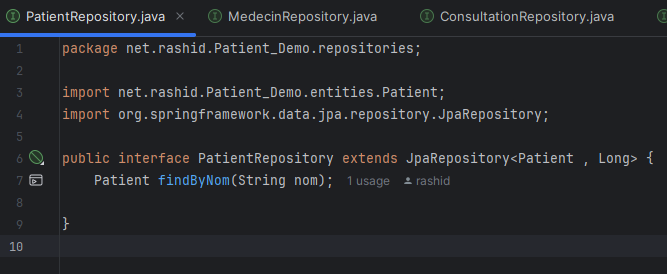 PatientRepository.java × MedecinRepository.java ConsultationRepository.java
1 package net.rashid.Patient_Demo.repositories;
2
3 import net.rashid.Patient_Demo.entities.Patient;
4 import org.springframework.data.jpa.repository.JpaRepository;
5
6 public interface PatientRepository extends JpaRepository<Patient , Long> {
7 Patient findByNom(String nom); 1 usage rashid
8
9 }
10